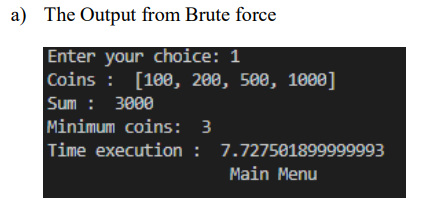 a) The Output from Brute force
Enter your choice: 1
Coins : [100, 200, 500, 1000]
Sum : 3000
Minimum coins: 3
Time execution : 7.727501899999993
Main Menu